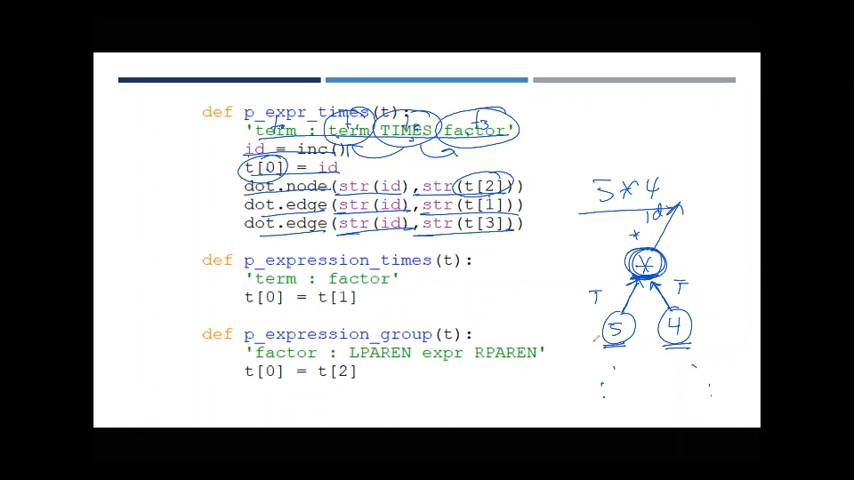 def p_expr_times(t):
'term : term TIMES factor'
id = inc()
t[0] = id
dot.node(str(id),str(t[2]))
dot.edge(str(id),str(t[1]))
dot.edge(str(id),str(t[3]))
def p_expression_times(t):
'term : factor'
t[0] = t[1]
def p_expression_group(t):
'factor : LPAREN expr RPAREN'
t[0] = t[2]
5*4
id
*
*
T T
5 4